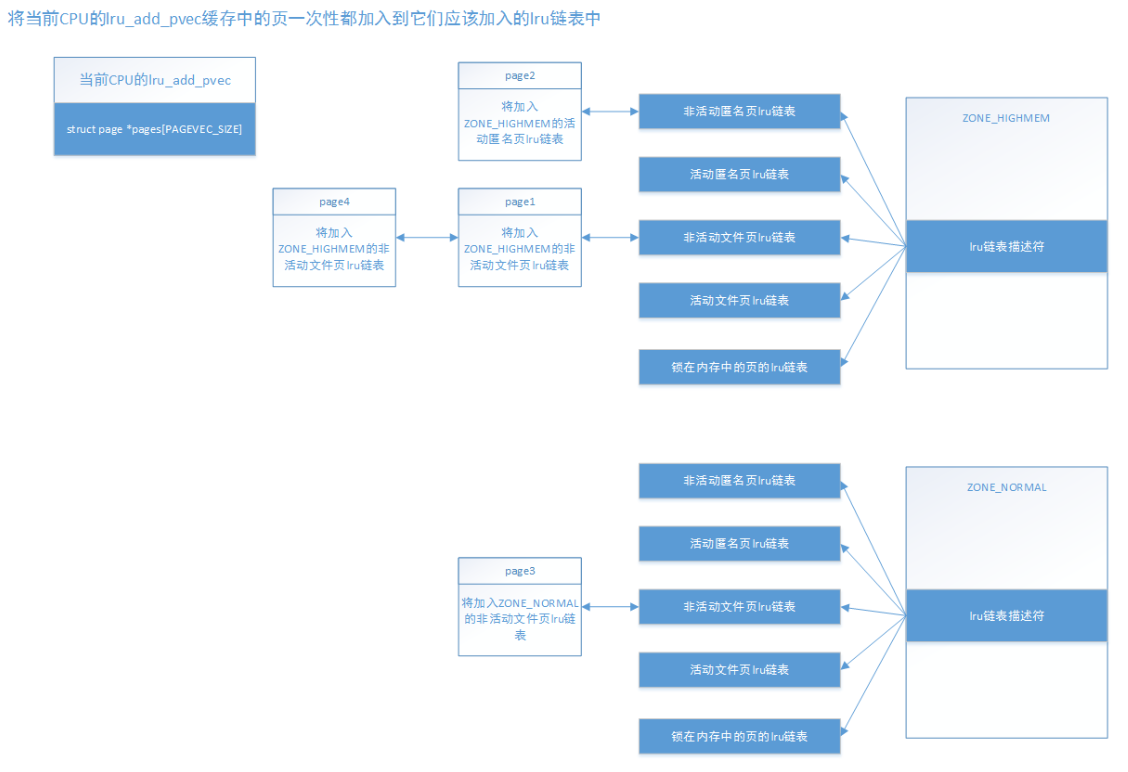 将当前CPU的lru_add_pvec缓存中的页一次性都加入到它们应该加入的lru链表中
当前CPU的lru_add_pvec
struct page *pages[PAGEVEC_SIZE]
page2
将加入
ZONE_HIGHMEM的活
动匿名页lru链表
page4
将加入
ZONE_HIGHMEM的非
活动文件页lru链表
page1
将加入
ZONE_HIGHMEM的非
活动文件页lru链表
非活动匿名页lru链表
活动匿名页lru链表
非活动文件页lru链表
活动文件页lru链表
锁在内存中的页的lru链表
ZONE_HIGHMEM
lru链表描述符
page3
将加入ZONE_NORMAL
的非活动文件页lru链
表
非活动匿名页lru链表
活动匿名页lru链表
非活动文件页lru链表
活动文件页lru链表
锁在内存中的页的lru链表
ZONE_NORMAL
lru链表描述符